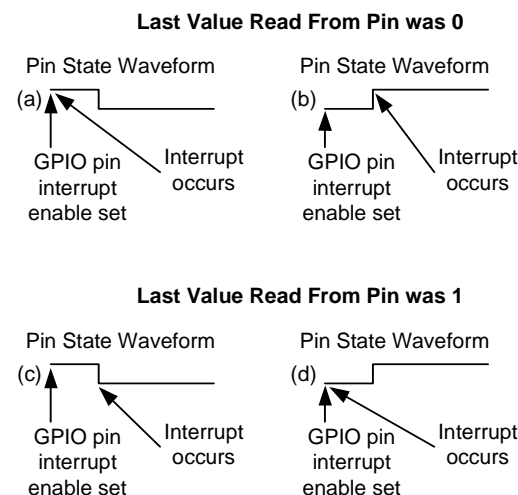 Last Value Read From Pin was 0
Pin State Waveform
(a)
GPIO pin
interrupt
enable set
Interrupt
occurs
Pin State Waveform
(b)
GPIO pin
interrupt
enable set
Interrupt
occurs
Last Value Read From Pin was 1
Pin State Waveform
(c)
GPIO pin
interrupt
enable set
Interrupt
occurs
Pin State Waveform
(d)
GPIO pin
interrupt
enable set
Interrupt
occurs